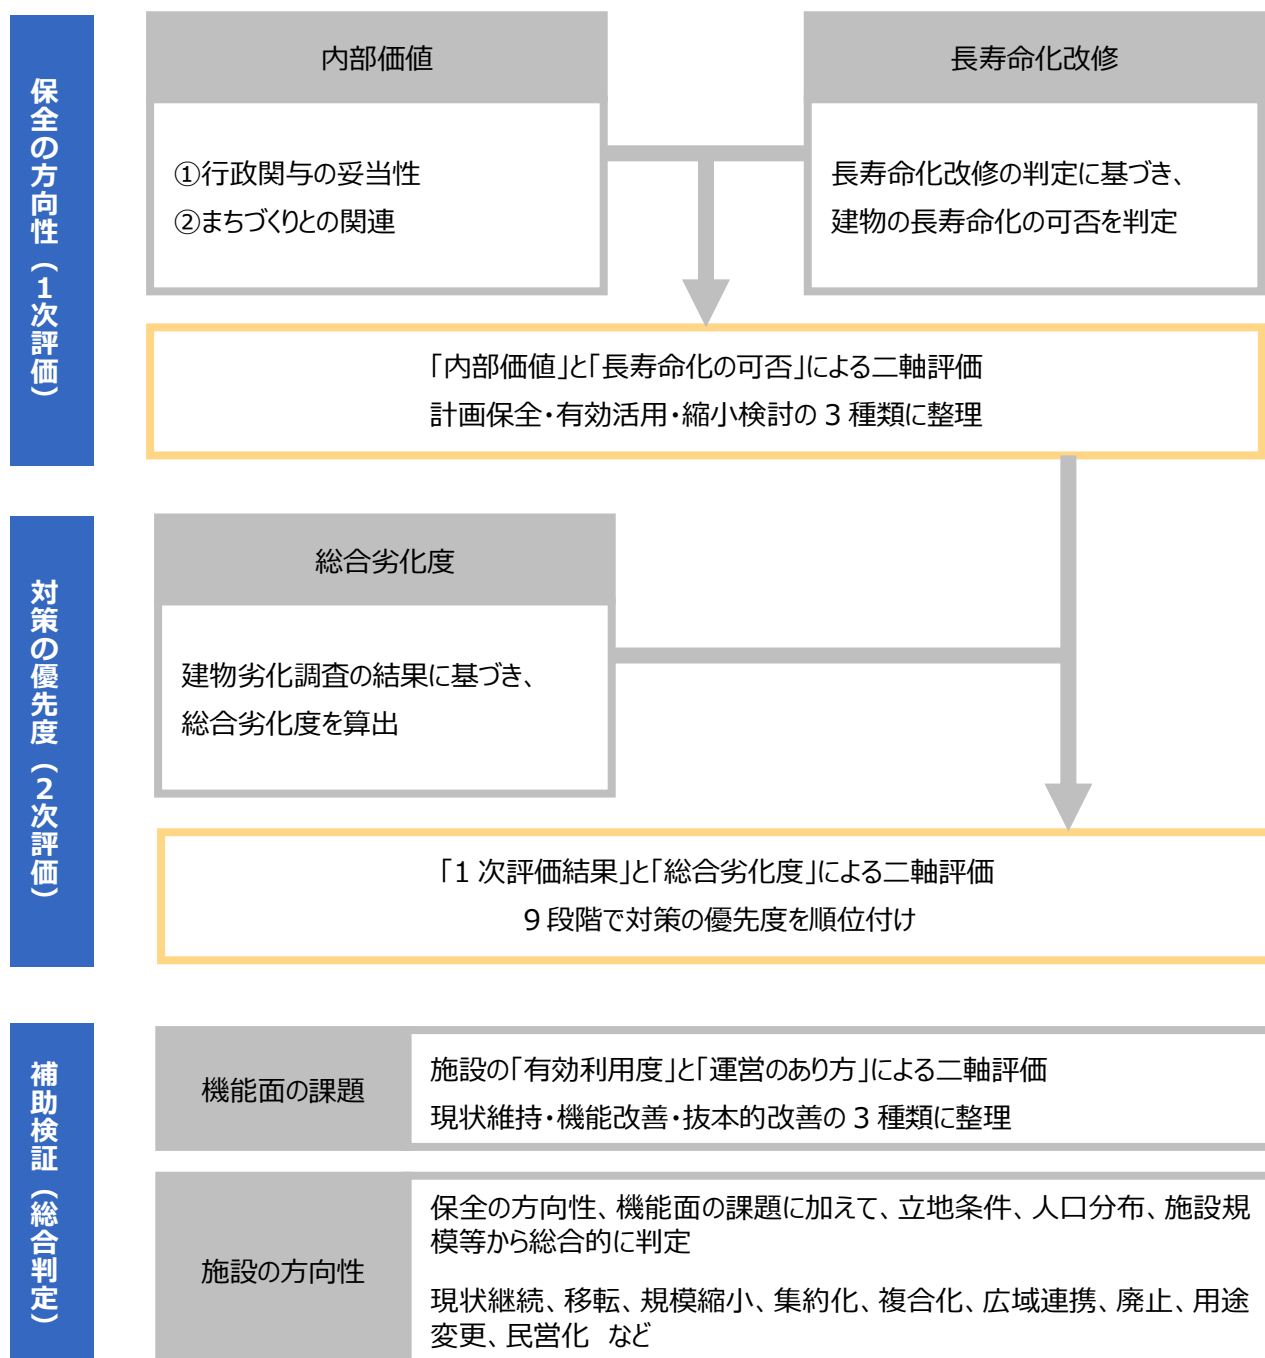 保全の方向性（1次評価）
内部価値
①行政関与の妥当性
②まちづくりとの関連
長寿命化改修
長寿命化改修の判定に基づき、
建物の長寿命化の可否を判定
「内部価値」と「長寿命化の可否」による二軸評価
計画保全・有効活用・縮小検討の３種類に整理
対策の優先度（2次評価）
総合劣化度
建物劣化調査の結果に基づき、
総合劣化度を算出
「1 次評価結果」と「総合劣化度」による二軸評価
９段階で対策の優先度を順位付け
補助検証（総合判定）
機能面の課題
施設の「有効利用度」と「運営のあり方」による二軸評価
現状維持・機能改善・抜本的改善の３種類に整理
施設の方向性
保全の方向性、機能面の課題に加えて、立地条件、人口分布、施設規
模等から総合的に判定
現状継続、移転、規模縮小、集約化、複合化、広域連携、廃止、用途
変更、民営化　など